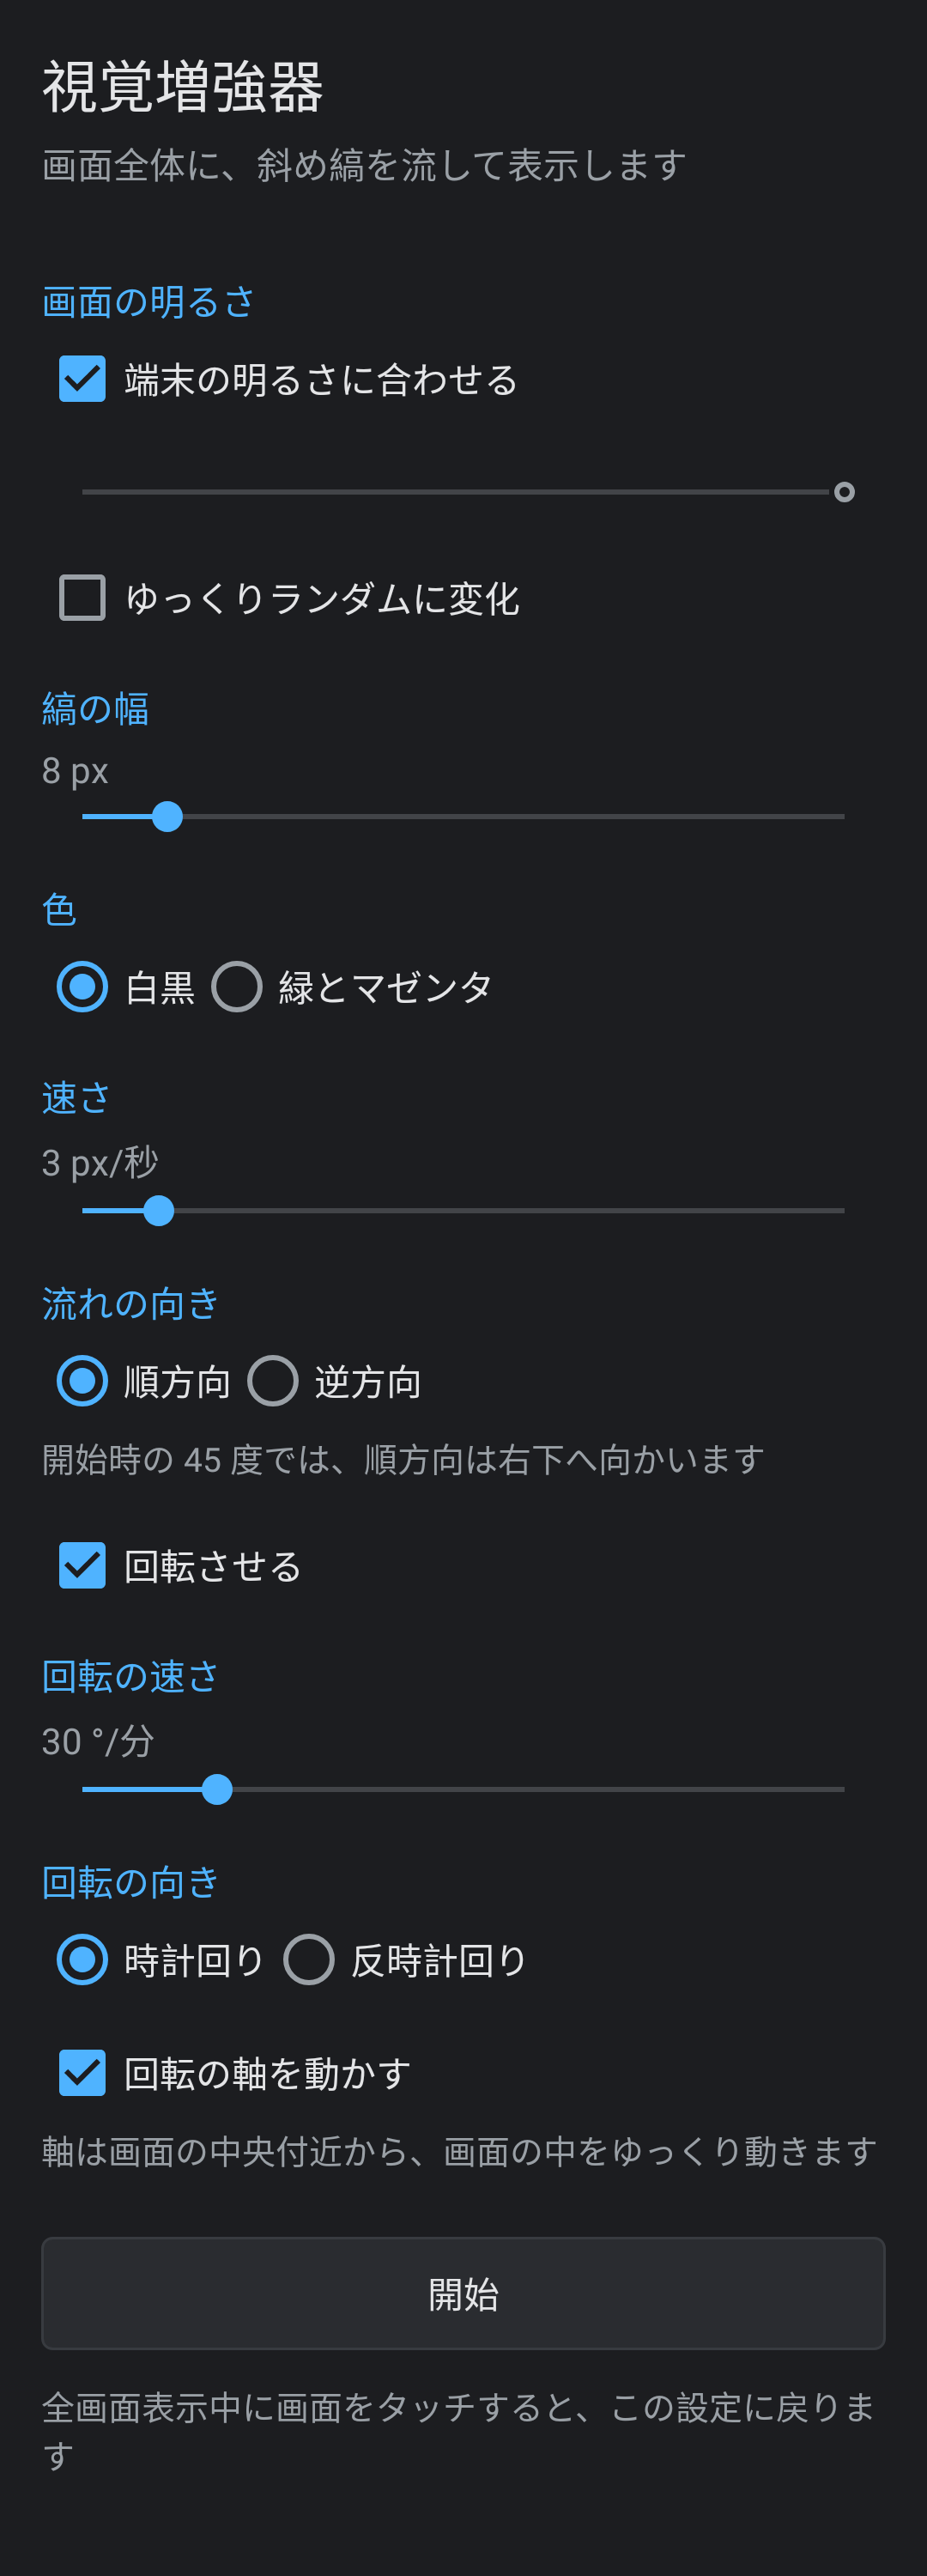 視覚増強器
画面全体に、斜め縞を流して表示します
画面の明るさ
端末の明るさに合わせる
ゆっくりランダムに変化
縞の幅
8 px
色
白黒 緑とマゼンタ
速さ
3 px/秒
流れの向き
順方向 逆方向
開始時の 45 度では、順方向は右下へ向かいます
回転させる
回転の速さ
30 °/分
回転の向き
時計回り 反時計回り
回転の軸を動かす
軸は画面の中央付近から、画面の中をゆっくり動きます
開始
全画面表示中に画面をタッチすると、この設定に戻りま
す